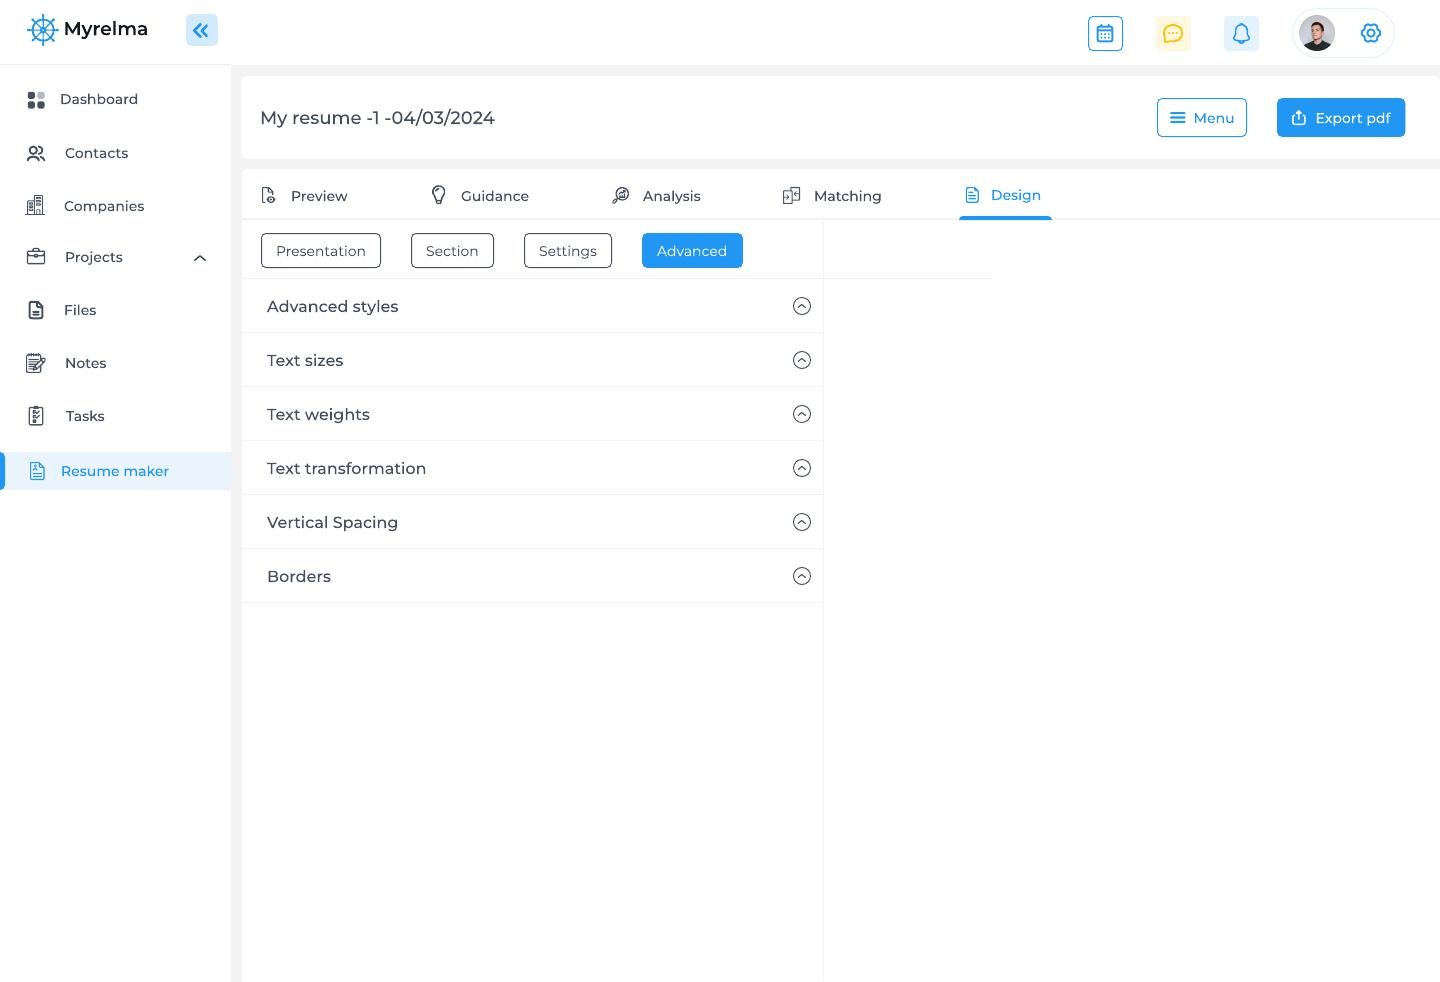 Myrelma
Dashboard
Contacts
Companies
Projects
Files
Notes
Tasks
Resume maker
My resume -1 -04/03/2024
Menu
Export pdf
Preview
Guidance
Analysis
Matching
Design
Presentation
Section
Settings
Advanced
Advanced styles
Text sizes
Text weights
Text transformation
Vertical Spacing
Borders